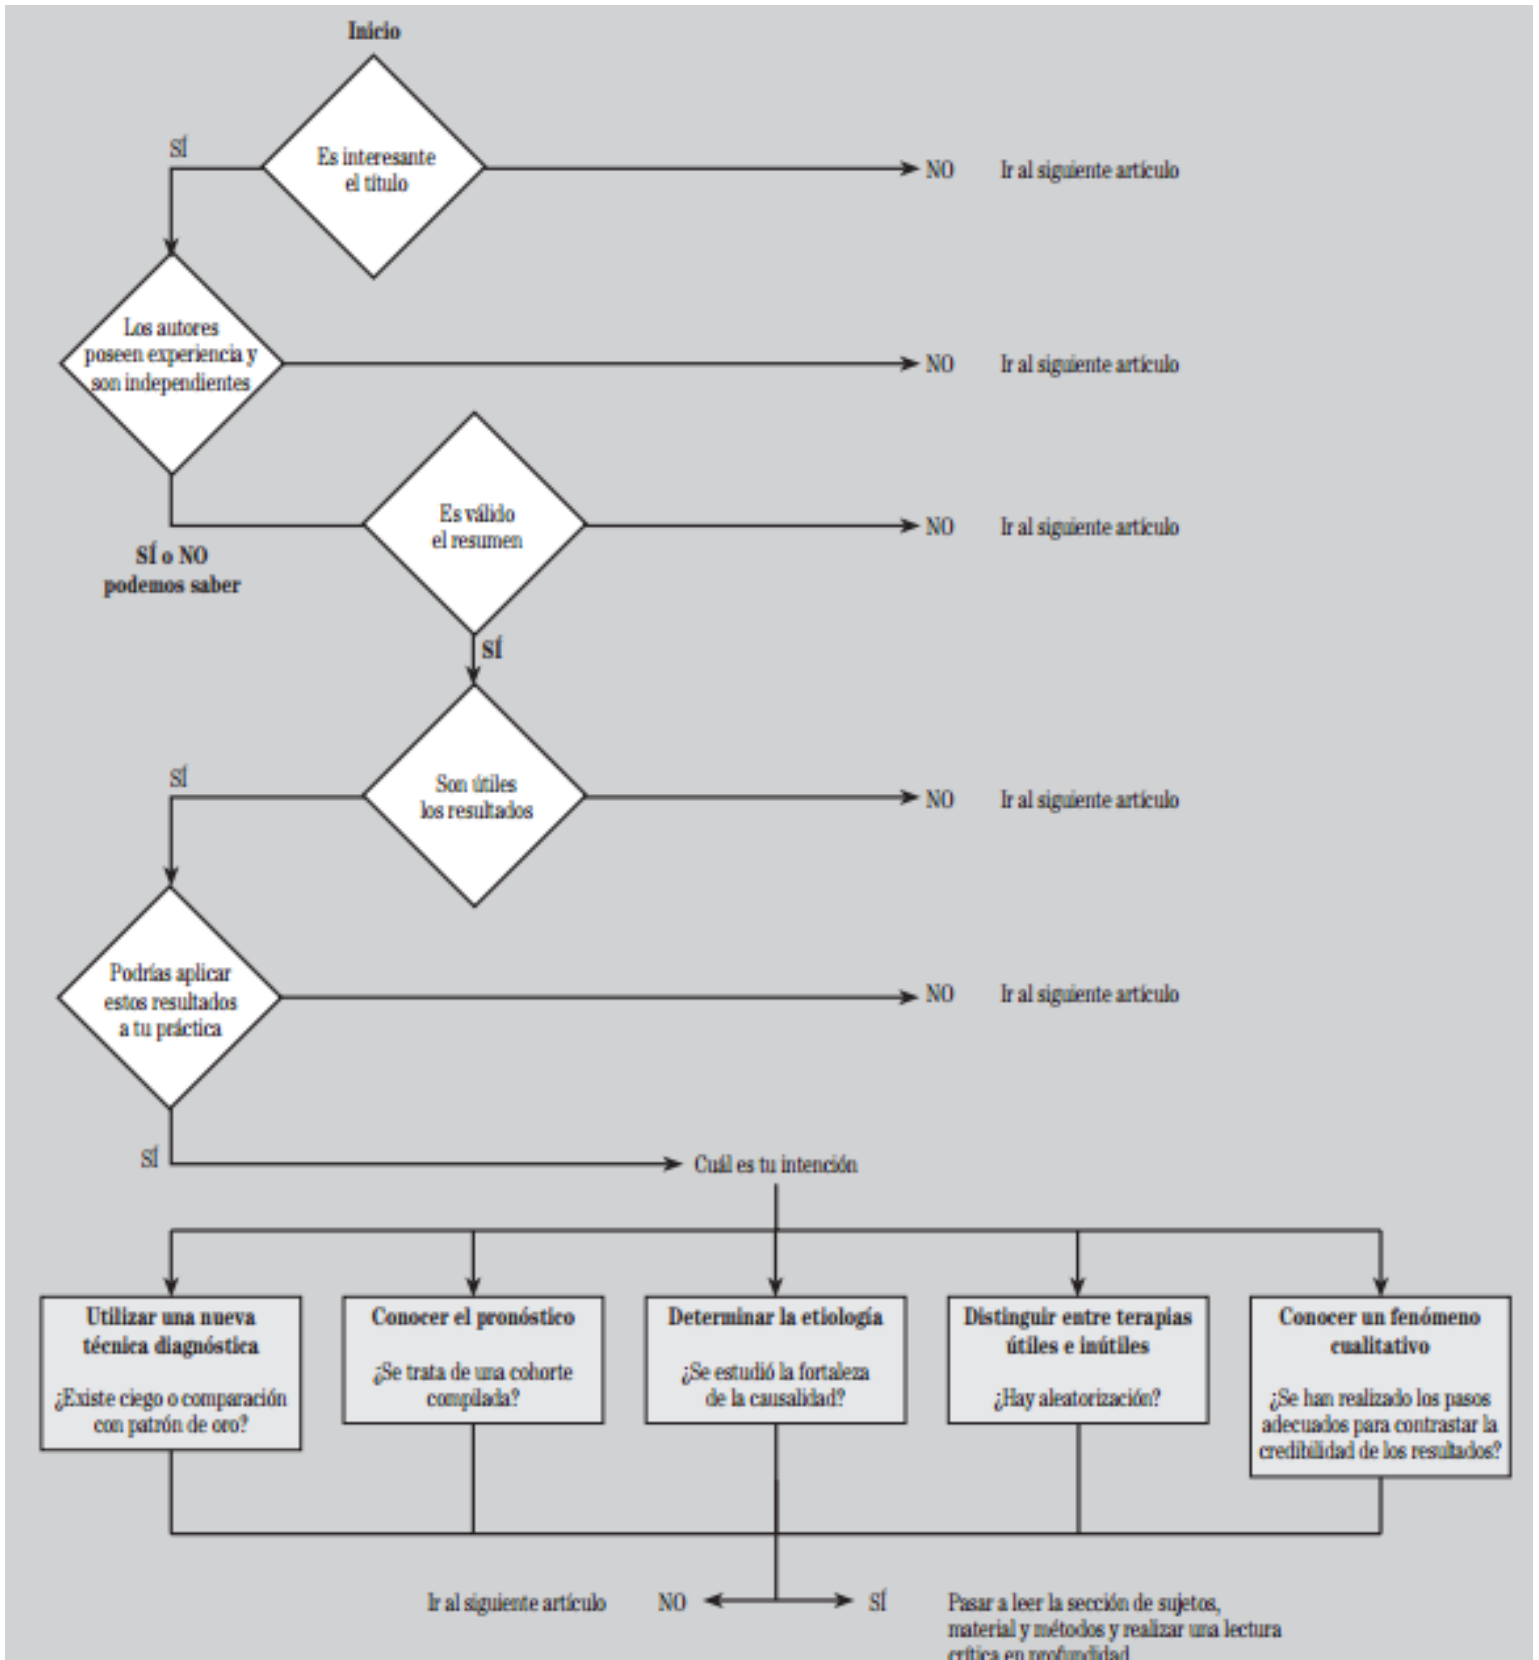 Inicio
Es interesante
el título
SÍ
NO
Ir al siguiente artículo
Los autores
poseen experiencia y
son independientes
NO
Ir al siguiente artículo
SÍ o NO
podemos saber
Es válido
el resumen
NO
Ir al siguiente artículo
SÍ
Son útiles
los resultados
NO
Ir al siguiente artículo
SÍ
Podrías aplicar
estos resultados
a tu práctica
NO
Ir al siguiente artículo
SÍ
Cuál es tu intención
Utilizar una nueva
técnica diagnóstica
¿Existe ciego o comparación
con patrón de oro?
Conocer el pronóstico
¿Se trata de una cohorte
compilada?
Determinar la etiología
¿Se estudió la fortaleza
de la causalidad?
Distinguir entre terapias
útiles e inútiles
¿Hay aleatorización?
Conocer un fenómeno
cualitativo
¿Se han realizado los pasos
adecuados para contrastar la
credibilidad de los resultados?
Ir al siguiente artículo
NO
SÍ
Pasar a leer la sección de sujetos,
material y métodos y realizar una lectura
crítica en profundidad